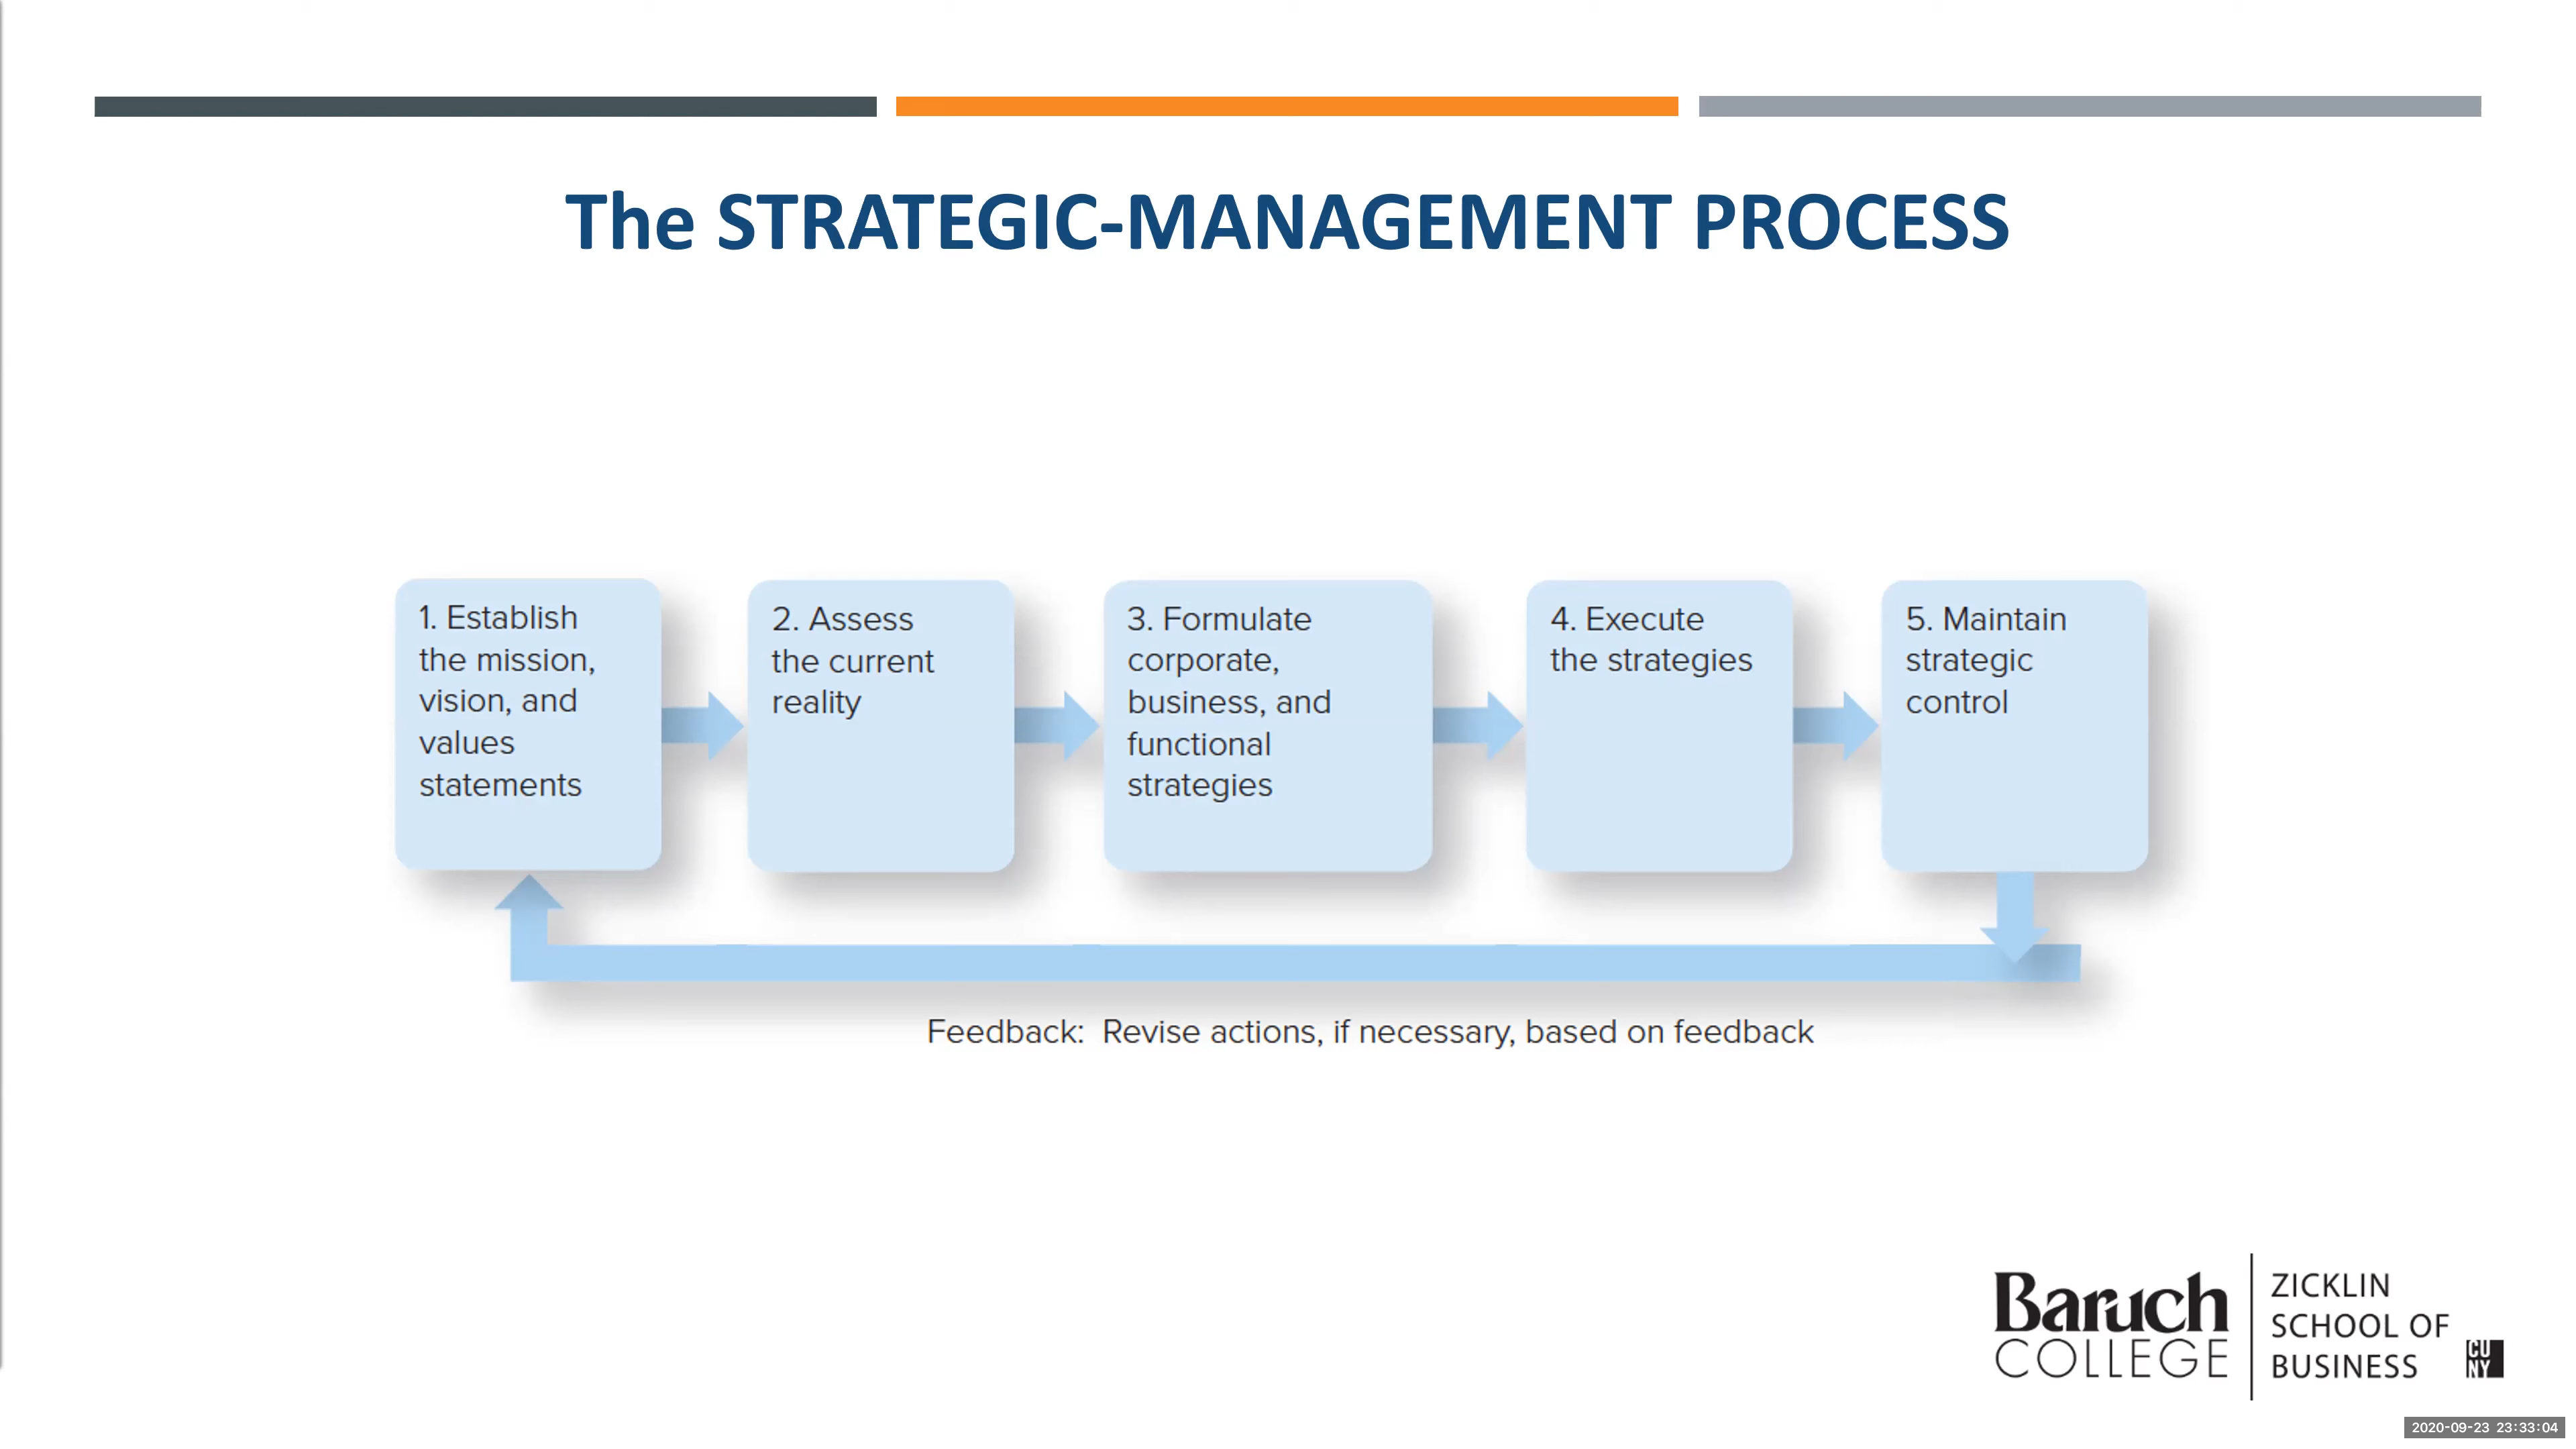 The STRATEGIC-MANAGEMENT PROCESS
1. Establish
the mission,
vision, and
values
statements
2. Assess
the current
reality
3. Formulate
corporate,
business, and
functional
strategies
4. Execute
the strategies
5. Maintain
strategic
control
Feedback: Revise actions, if necessary, based on feedback
Baruch
COLLEGE
ZICKLIN
SCHOOL OF
BUSINESS
CU
NY
2020-09-23 23:33:04